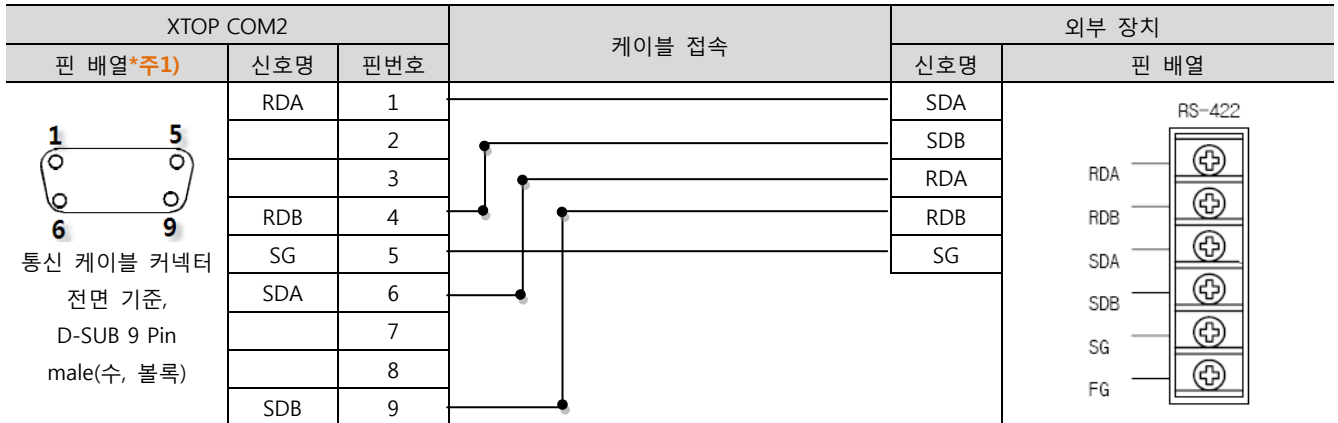 XTOP COM2 케이블 접속 외부 장치
핀 배열*주1) 신호명 핀번호 신호명 핀 배열
RDA 1 SDA
2 SDB
3 RDA
RDB 4 RDB
SG 5 SG
SDA 6
7
8
SDB 9
1 5
6 9
통신 케이블 커넥터
전면 기준,
D-SUB 9 Pin
male(수, 볼록)
RS-422
RDA
RDB
SDA
SDB
SG
FG